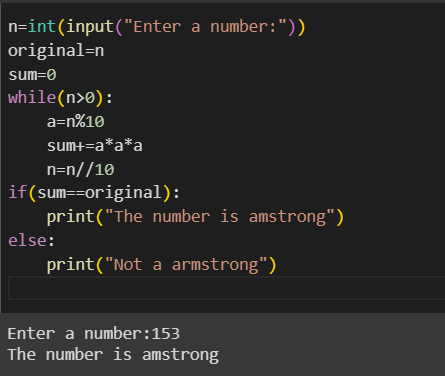 n=int(input("Enter a number:"))
original=n
sum=0
while(n>0):
    a=n%10
    sum+=a*a*a
    n=n//10
if(sum==original):
    print("The number is amstrong")
else:
    print("Not a armstrong")
Enter a number:153
The number is amstrong